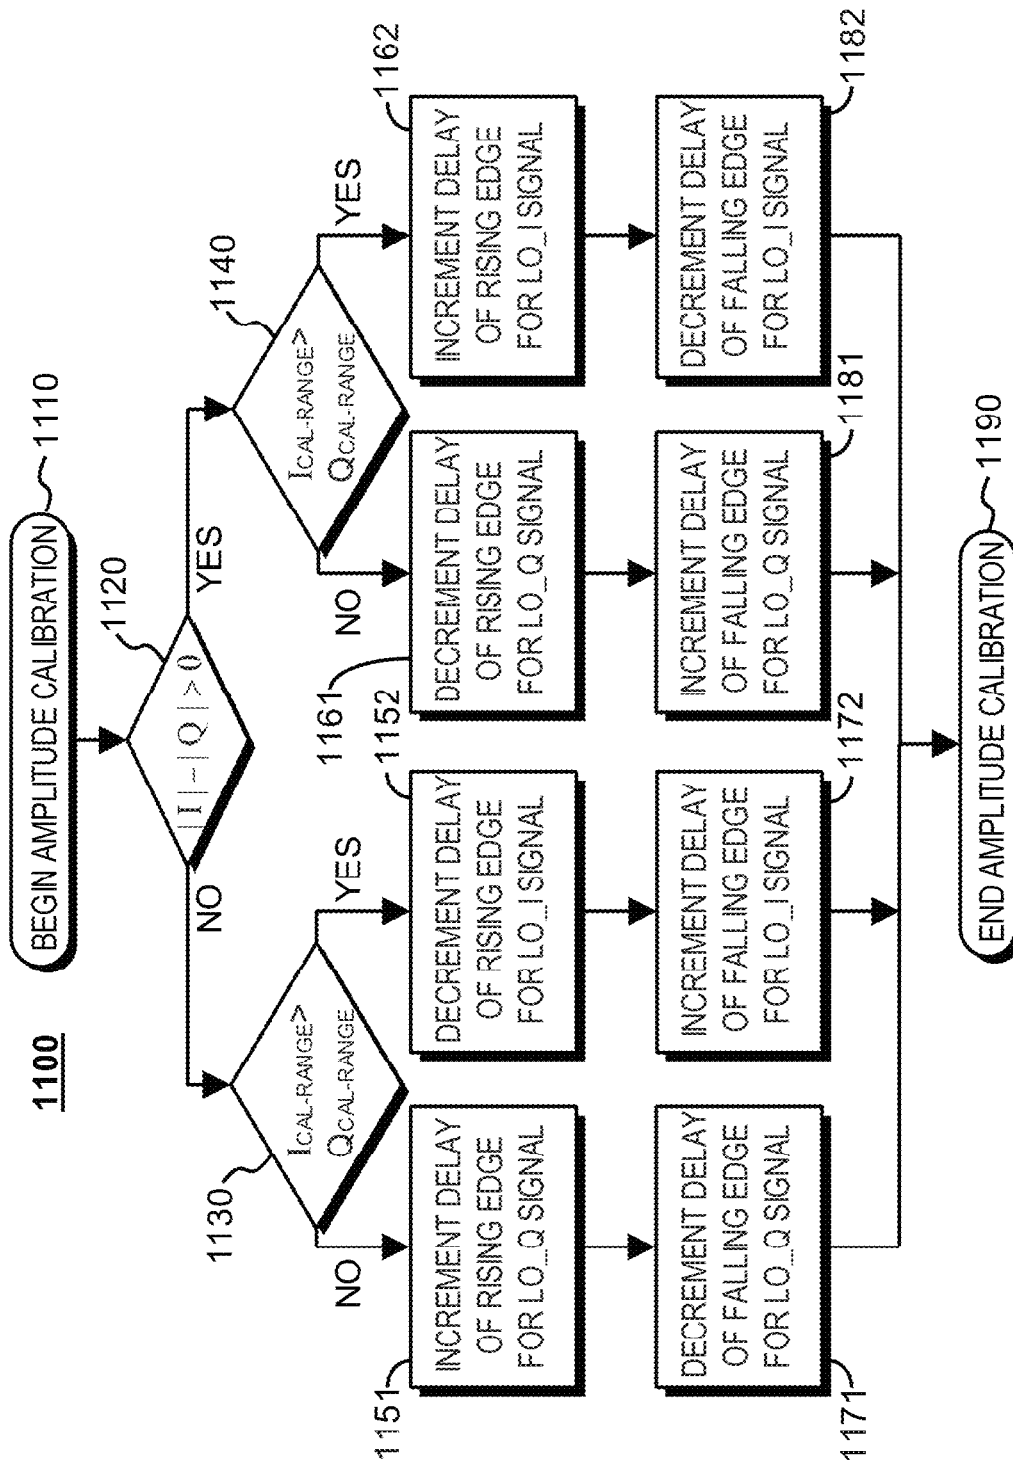 1100
BEGIN AMPLITUDE CALIBRATION
1110
|I|-|Q|>0
1120
NO
YES
ICAL-RANGE>
QCAL-RANGE
1130
ICAL-RANGE>
QCAL-RANGE
1140
NO
YES
NO
YES
1151
INCREMENT DELAY
OF RISING EDGE
FOR LO_Q SIGNAL
1152
DECREMENT DELAY
OF RISING EDGE
FOR LO_I SIGNAL
1161
DECREMENT DELAY
OF RISING EDGE
FOR LO_Q SIGNAL
1162
INCREMENT DELAY
OF RISING EDGE
FOR LO_I SIGNAL
1171
DECREMENT DELAY
OF FALLING EDGE
FOR LO_Q SIGNAL
1172
INCREMENT DELAY
OF FALLING EDGE
FOR LO_I SIGNAL
1181
INCREMENT DELAY
OF FALLING EDGE
FOR LO_Q SIGNAL
1182
DECREMENT DELAY
OF FALLING EDGE
FOR LO_I SIGNAL
END AMPLITUDE CALIBRATION
1190